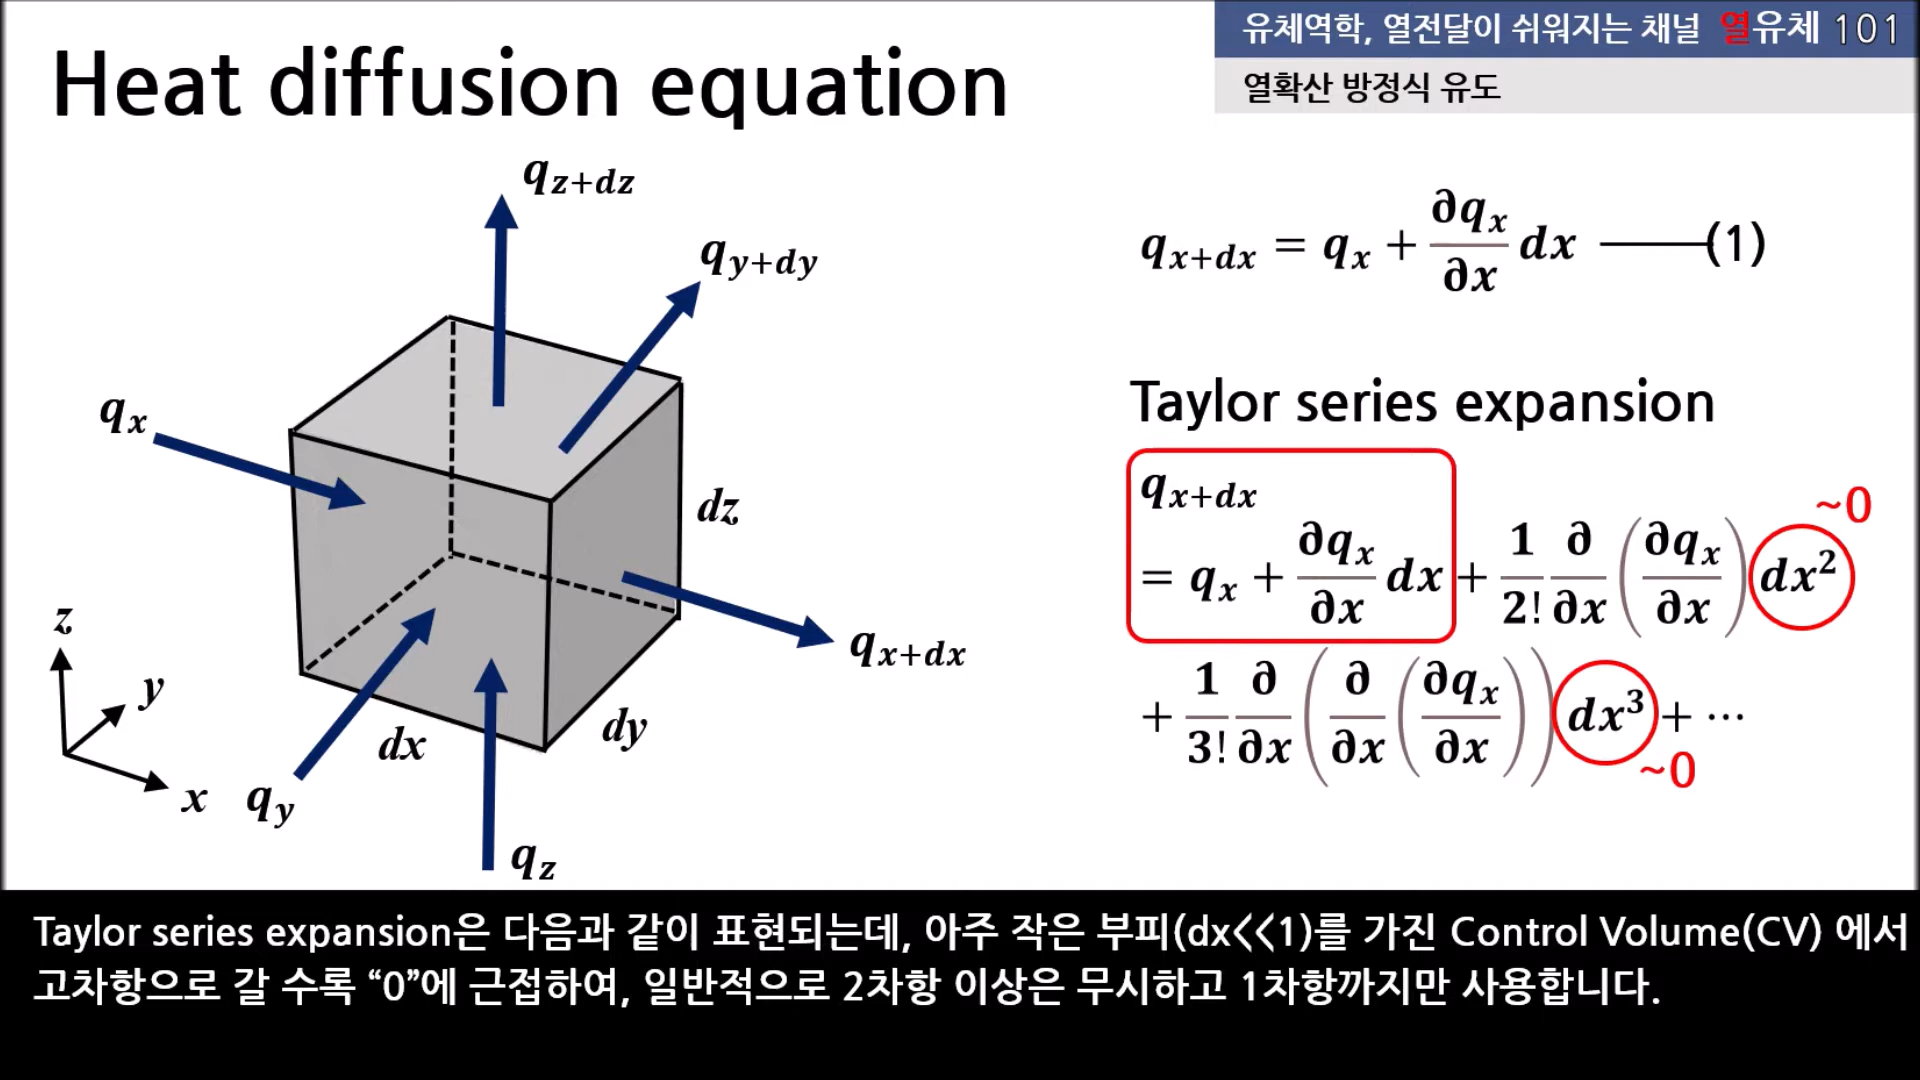 유체역학, 열전달이 쉬워지는 채널 열유체 101
열확산 방정식 유도
Heat diffusion equation
q_{z+dz}
q_{y+dy}
q_x
dz
q_{x+dx}
dy
dx
q_y
q_z
z
y
x
q_{x+dx} = q_x + ∂q_x/∂x dx ——(1)
Taylor series expansion
q_{x+dx}
= q_x + ∂q_x/∂x dx + 1/2! ∂/∂x (∂q_x/∂x) dx² ~0
+ 1/3! ∂/∂x (∂/∂x (∂q_x/∂x)) dx³ + ⋯
~0
Taylor series expansion은 다음과 같이 표현되는데, 아주 작은 부피(dx<<1)를 가진 Control Volume(CV) 에서
고차항으로 갈 수록 “0”에 근접하여, 일반적으로 2차항 이상은 무시하고 1차항까지만 사용합니다.